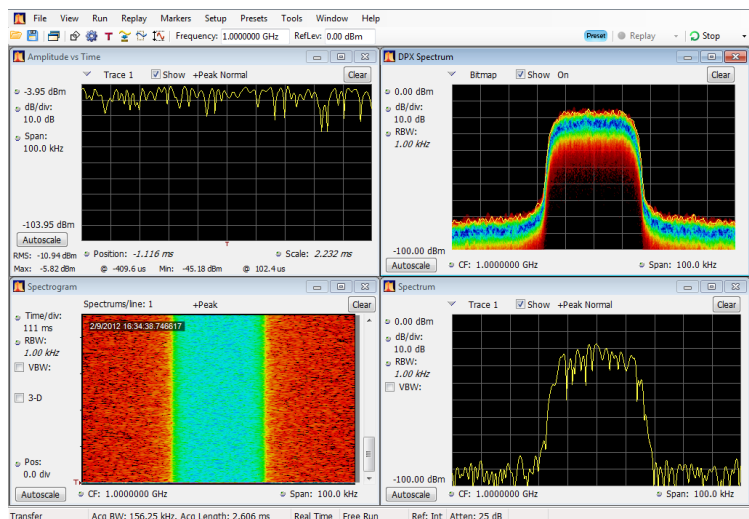 File View Run Replay Markers Setup Presets Tools Window Help
T Frequency: 1.0000000 GHz RefLev: 0.00 dBm Preset Replay Stop
Amplitude vs Time
Trace 1 Show +Peak Normal Clear
-3.95 dBm
dB/div:
10.0 dB
Span:
100.0 kHz
-103.95 dBm
Autoscale
T
RMS: -10.94 dBm Position: -1.116 ms Scale: 2.232 ms
Max: -5.82 dBm @ -409.6 us Min: -45.18 dBm @ 102.4 us
DPX Spectrum
Bitmap Show On Clear
0.00 dBm
dB/div:
10.0 dB
RBW:
1.00 kHz
-100.00 dBm
Autoscale CF: 1.0000000 GHz Span: 100.0 kHz
Spectrogram
Spectrums/line: 1 +Peak Clear
Time/div:
111 ms
RBW:
1.00 kHz
VBW:
3-D
Pos:
0.0 div
2/9/2012 16:34:38.746617
T
Autoscale CF: 1.0000000 GHz Span: 100.0 kHz
Spectrum
Trace 1 Show +Peak Normal Clear
0.00 dBm
dB/div:
10.0 dB
RBW:
1.00 kHz
VBW:
-100.00 dBm
Autoscale CF: 1.0000000 GHz Span: 100.0 kHz
Transfer Acq BW: 156.25 kHz, Acq Length: 2.606 ms Real Time Free Run Ref: Int Atten: 25 dB